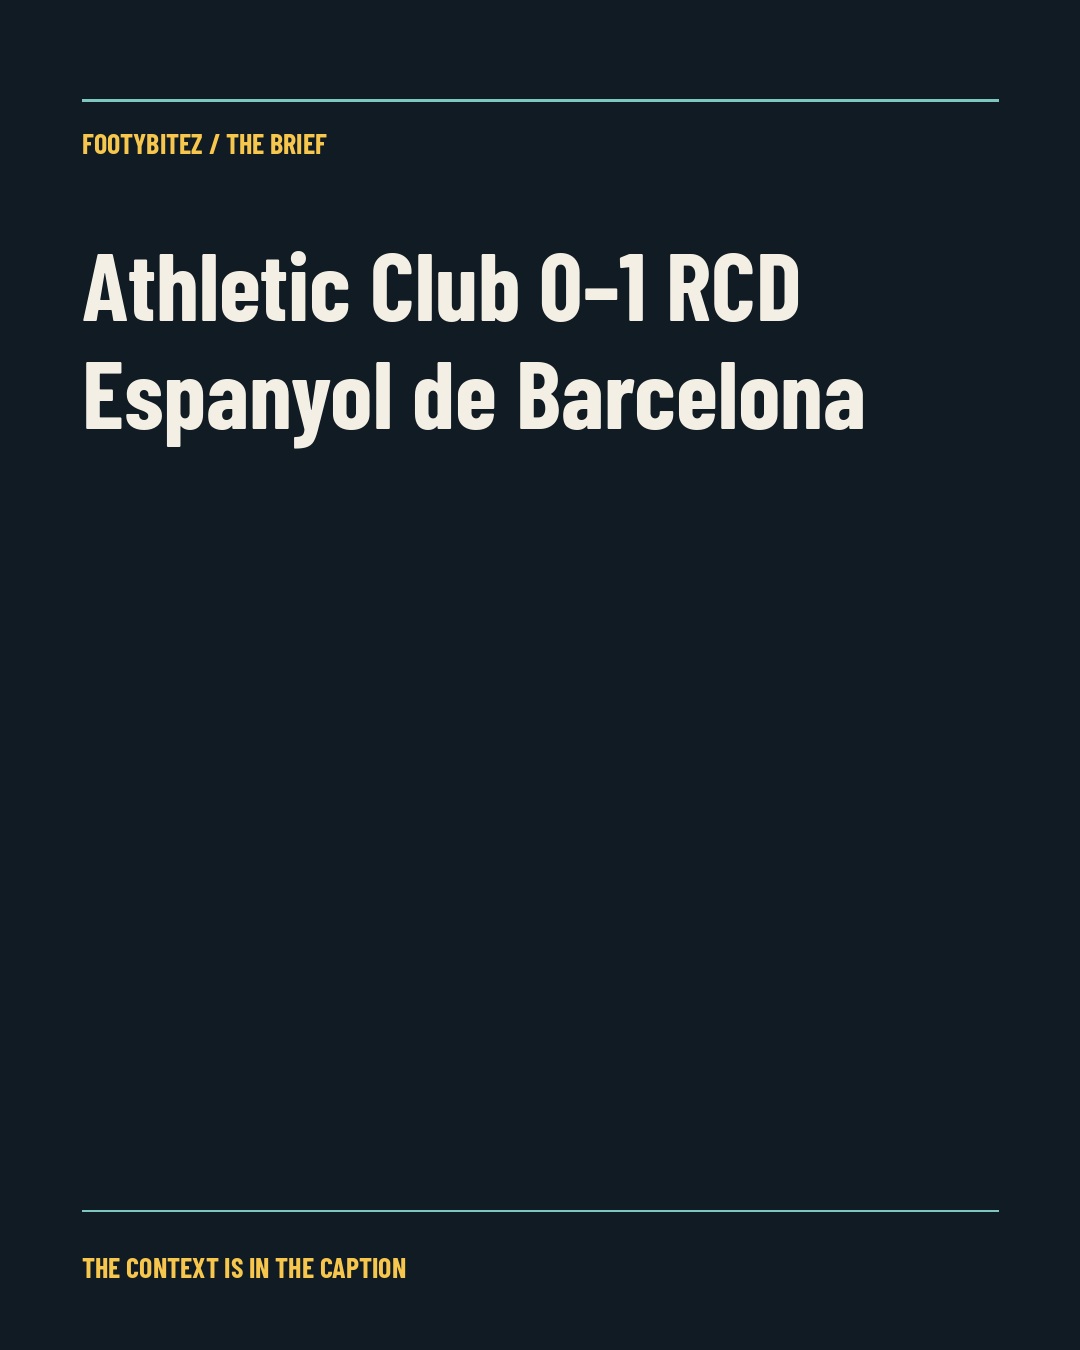 FOOTYBITEZ / THE BRIEF
Athletic Club 0–1 RCD
Espanyol de Barcelona
THE CONTEXT IS IN THE CAPTION